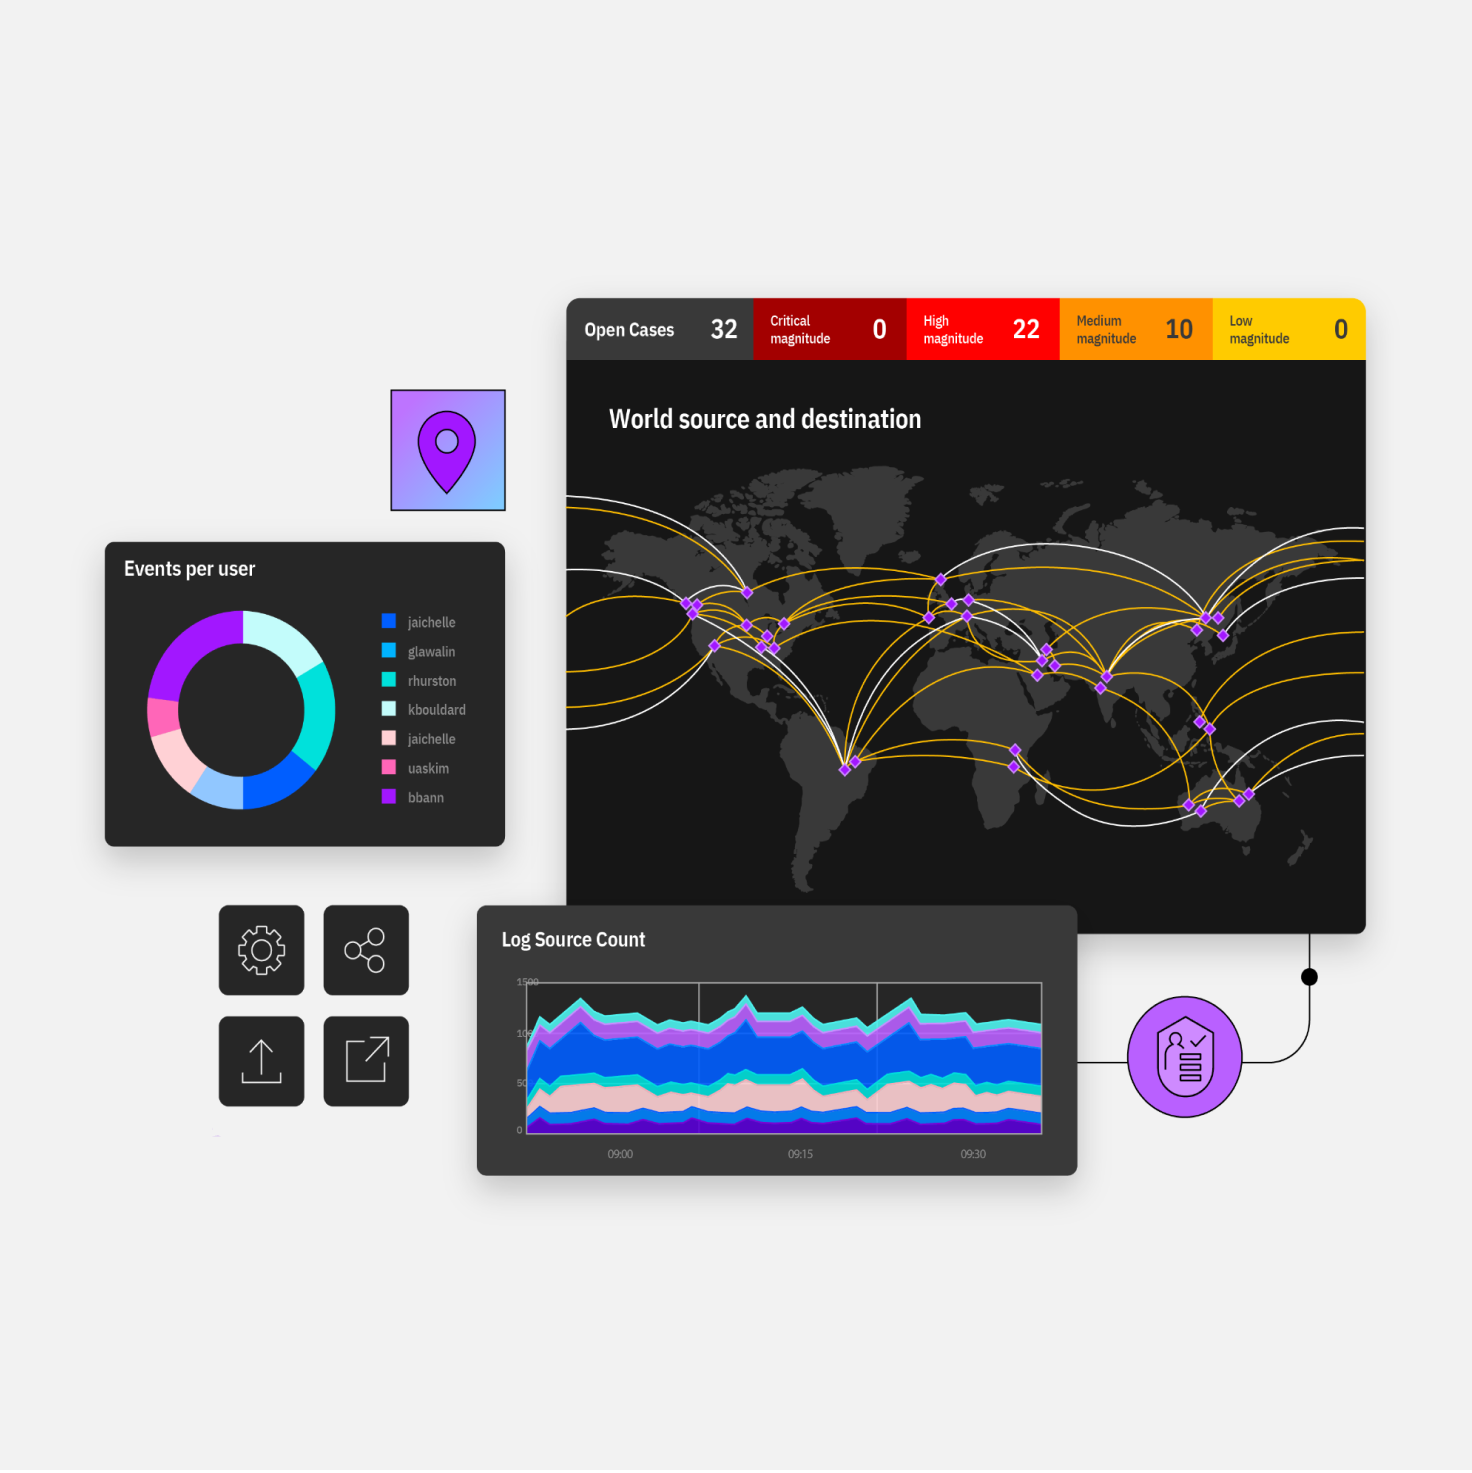 Open Cases 32
Critical
magnitude 0
High
magnitude 22
Medium
magnitude 10
Low
magnitude 0
World source and destination
Events per user
jaichelle
glawalin
rhurston
kbouldard
jaichelle
uaskim
bbann
Log Source Count
1500
1000
500
0
09:00 09:15 09:30